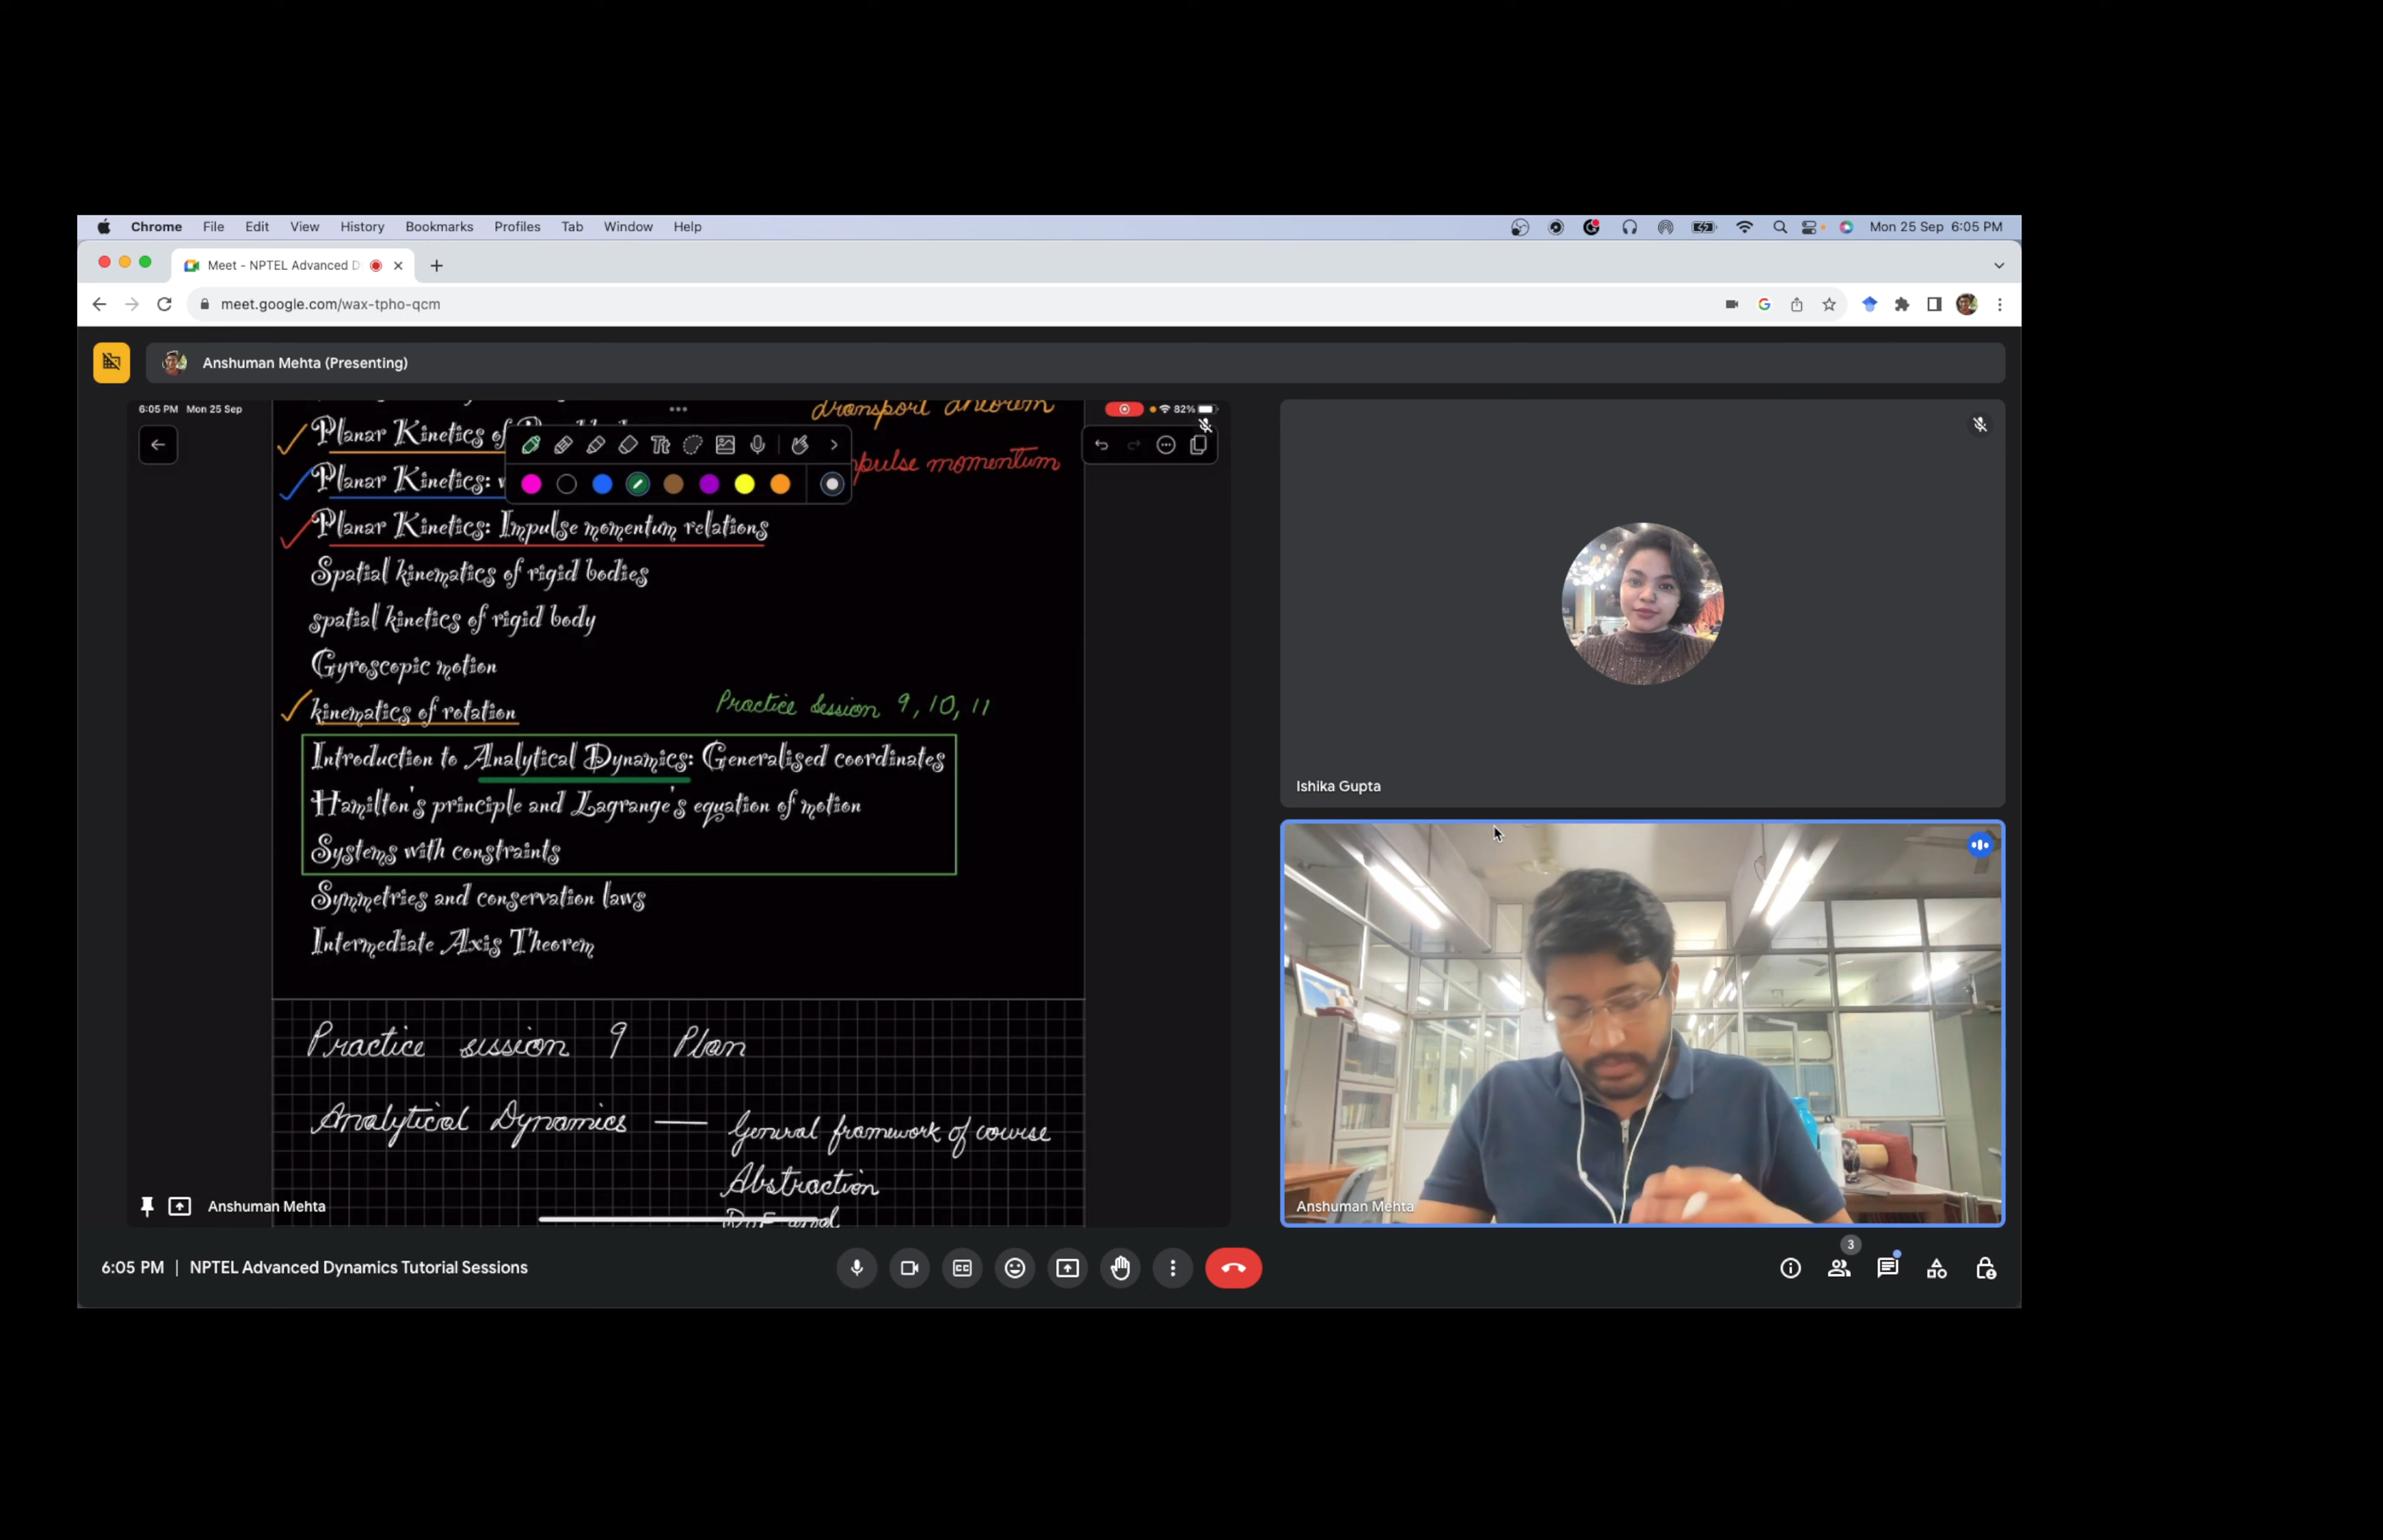 Chrome File Edit View History Bookmarks Profiles Tab Window Help Mon 25 Sep 6:05 PM
Meet - NPTEL Advanced D
meet.google.com/wax-tpho-qcm
Anshuman Mehta (Presenting)
6:05 PM Mon 25 Sep
82%
transport theorem
Planar Kinetics of
Planar Kinetics:
pulse momentum
Planar Kinetics: Impulse momentum relations
Spatial kinematics of rigid bodies
spatial kinetics of rigid body
Gyroscopic motion
kinematics of rotation
Practice Session 9, 10, 11
Introduction to Analytical Dynamics: Generalised coordinates
Hamilton's principle and Lagrange's equation of motion
Systems with constraints
Symmetries and conservation laws
Intermediate Axis Theorem
Practice session 9 Plan
Analytical Dynamics — General framework of course
Abstraction
Anshuman Mehta
Ishika Gupta
Anshuman Mehta
6:05 PM | NPTEL Advanced Dynamics Tutorial Sessions
3